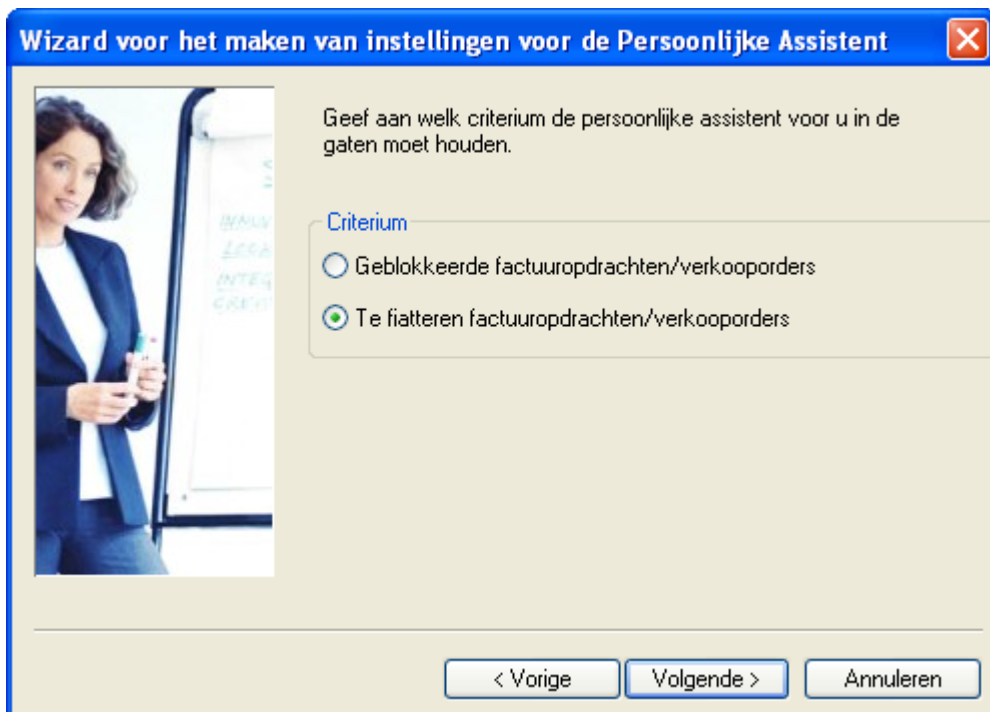 Wizard voor het maken van instellingen voor de Persoonlijke Assistent
Geef aan welk criterium de persoonlijke assistent voor u in de
gaten moet houden.
Criterium
Geblokkeerde factuuropdrachten/verkooporders
Te fiatteren factuuropdrachten/verkooporders
< Vorige
Volgende >
Annuleren